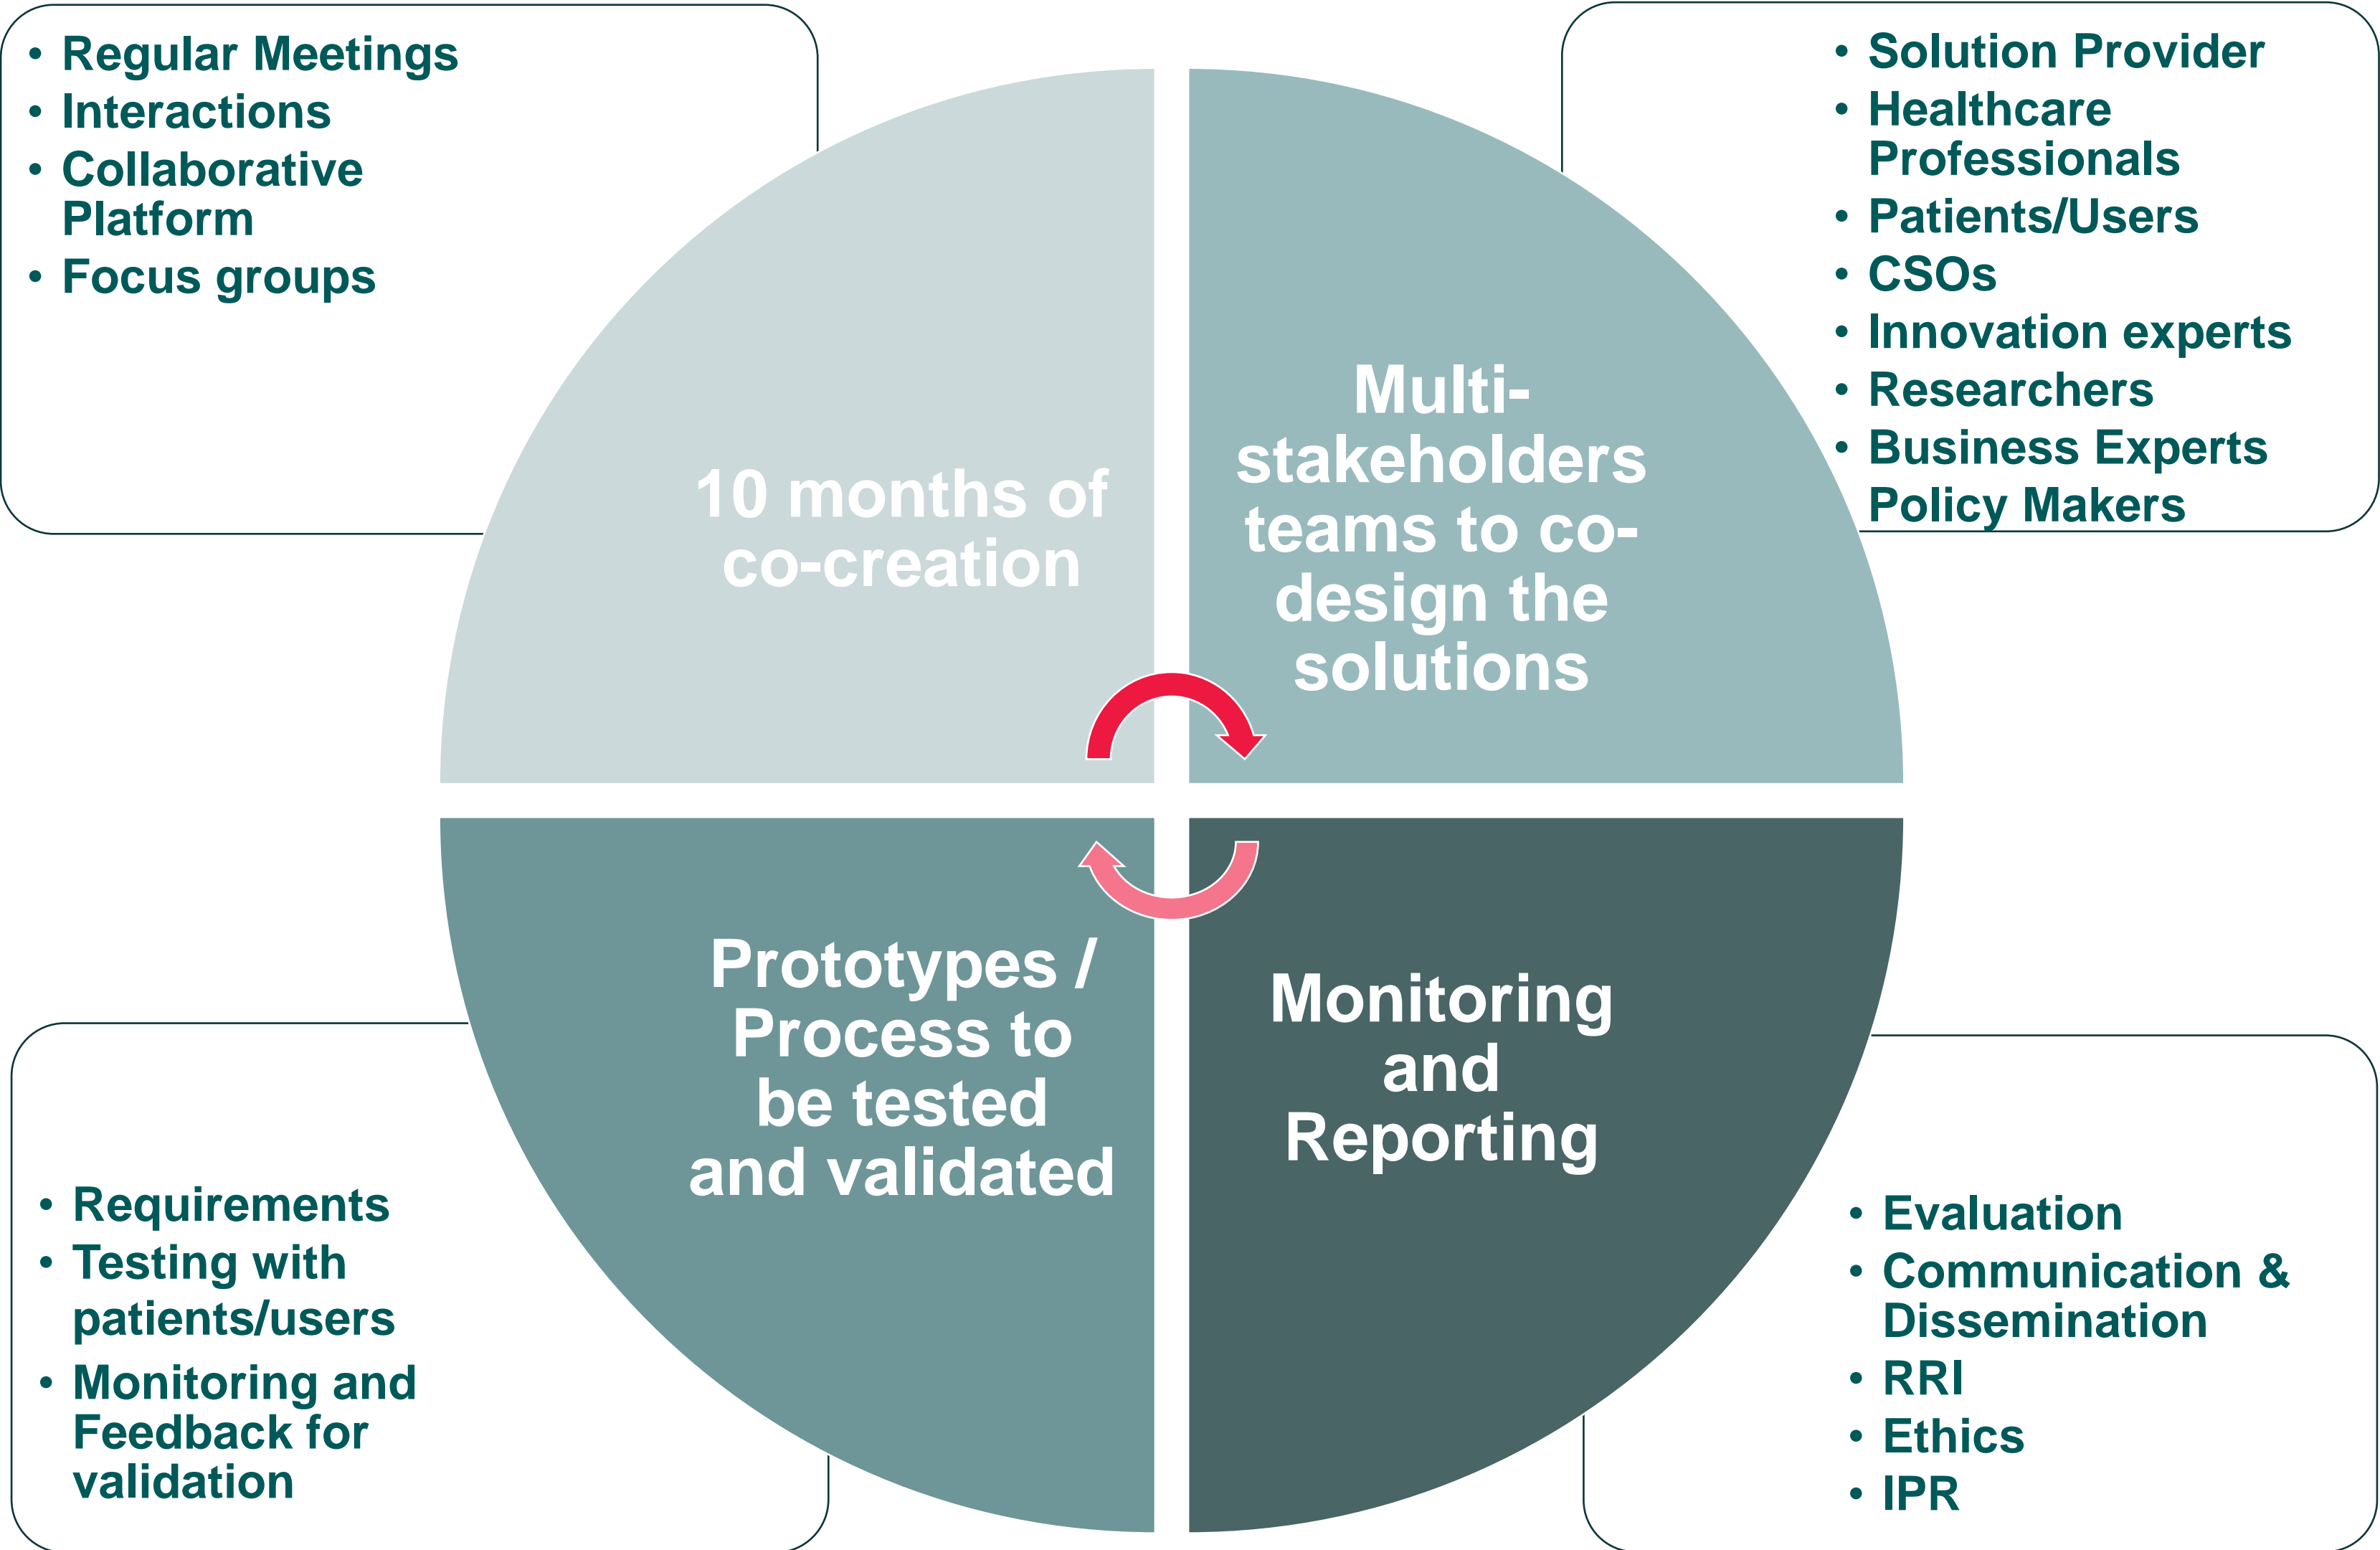 • Regular Meetings
• Interactions
• Collaborative
Platform
• Focus groups
10 months of
co-creation
• Solution Provider
• Healthcare
Professionals
• Patients/Users
• CSOs
• Innovation experts
• Researchers
• Business Experts
Policy Makers
Multi-
stakeholders
teams to co-
design the
solutions
Prototypes /
Process to
be tested
and validated
• Requirements
• Testing with
patients/users
• Monitoring and
Feedback for
validation
Monitoring
and
Reporting
• Evaluation
• Communication &
Dissemination
• RRI
• Ethics
• IPR